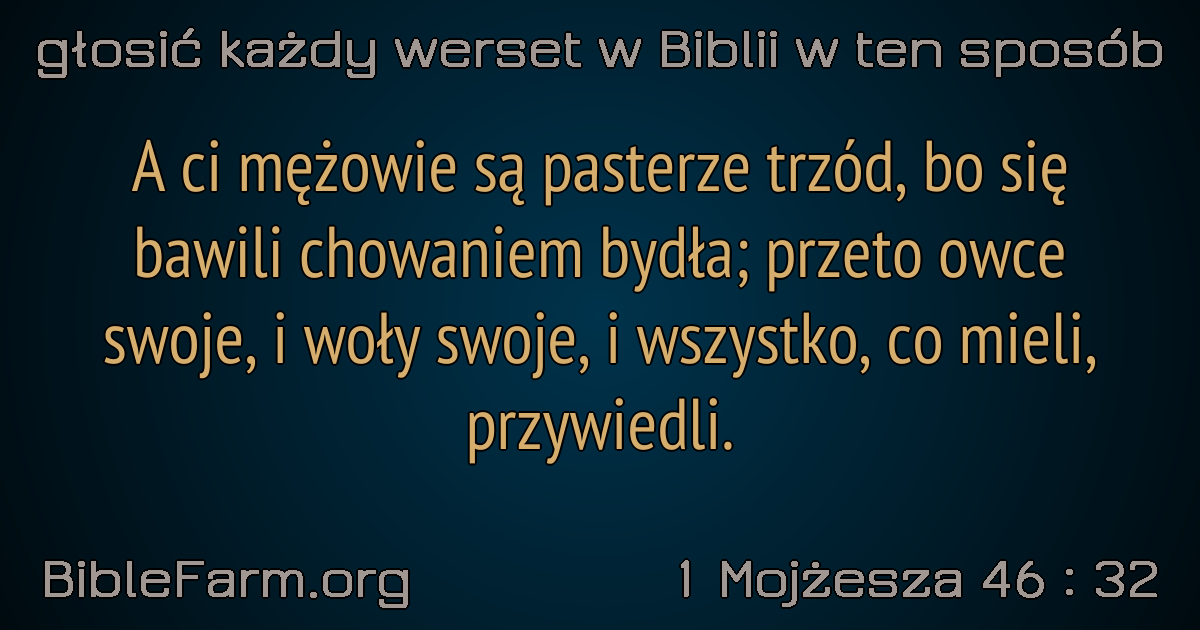 głosić każdy werset w Biblii w ten sposób
A ci mężowie są pasterze trzód, bo się
bawili chowaniem bydła; przeto owce
swoje, i woły swoje, i wszystko, co mieli,
przywiedli.
BibleFarm.org
1 Mojżesza 46 : 32